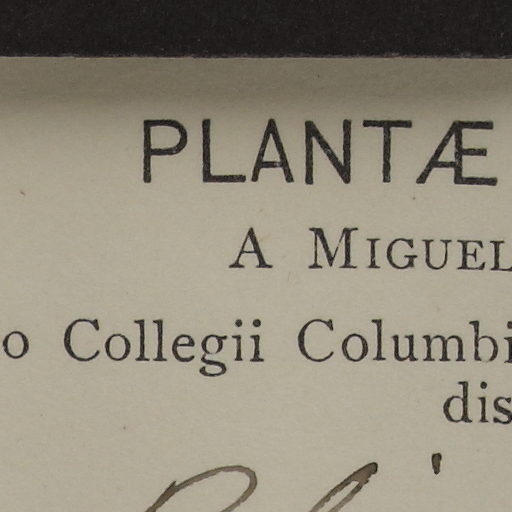 PLANTÆ
A MIGUEL
o Collegii Columbi
dis